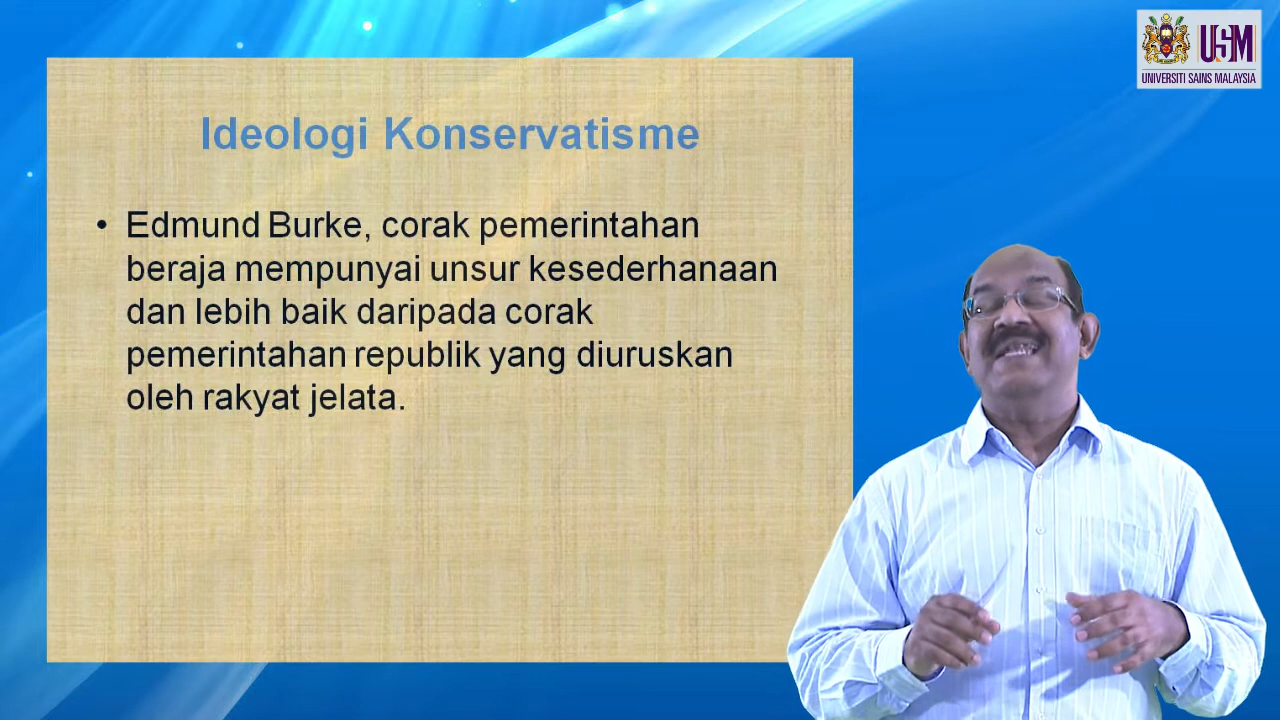 USM
UNIVERSITI SAINS MALAYSIA
Ideologi Konservatisme
• Edmund Burke, corak pemerintahan
beraja mempunyai unsur kesederhanaan
dan lebih baik daripada corak
pemerintahan republik yang diuruskan
oleh rakyat jelata.